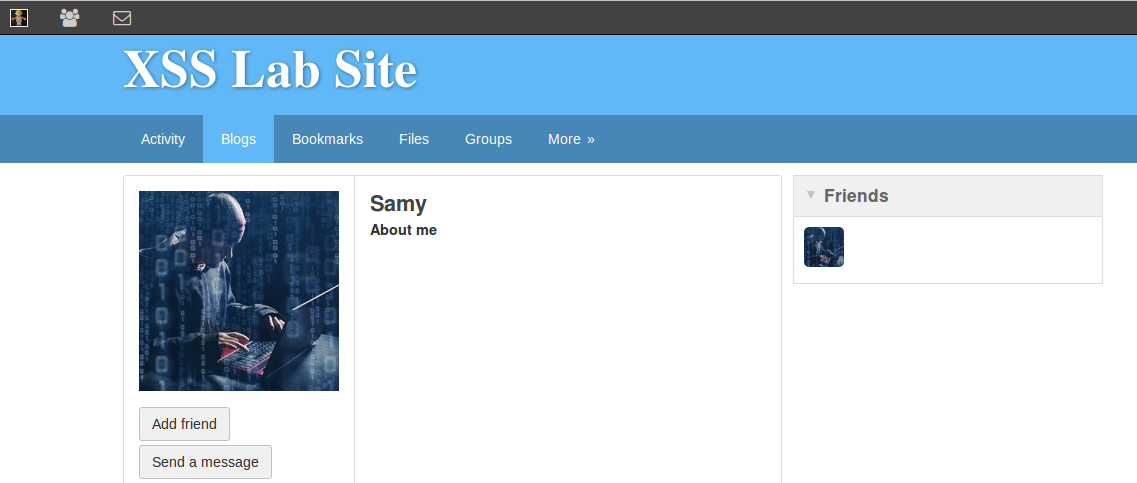 XSS Lab Site
Activity Blogs Bookmarks Files Groups More »
Samy
About me
Add friend
Send a message
Friends